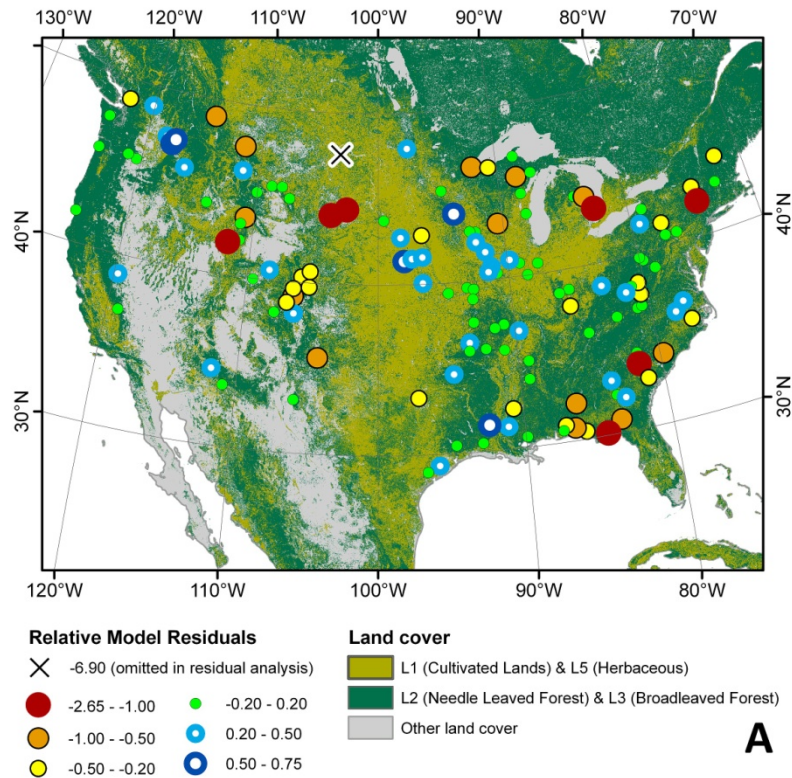 130°W 120°W 110°W 100°W 90°W 80°W 70°W
40°N 40°N
30°N 30°N
120°W 110°W 100°W 90°W 80°W
Relative Model Residuals Land cover
-6.90 (omitted in residual analysis) L1 (Cultivated Lands) & L5 (Herbaceous)
-2.65 - -1.00 -0.20 - 0.20 L2 (Needle Leaved Forest) & L3 (Broadleaved Forest)
-1.00 - -0.50 0.20 - 0.50 Other land cover
-0.50 - -0.20 0.50 - 0.75
A